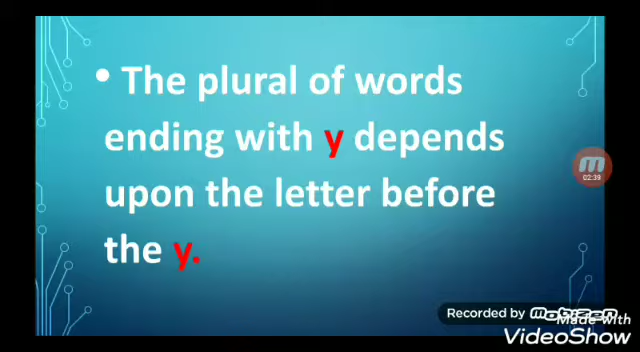 • The plural of words
ending with y depends
upon the letter before
the y.
02:39
Recorded by Mobizen
Made with
VideoShow